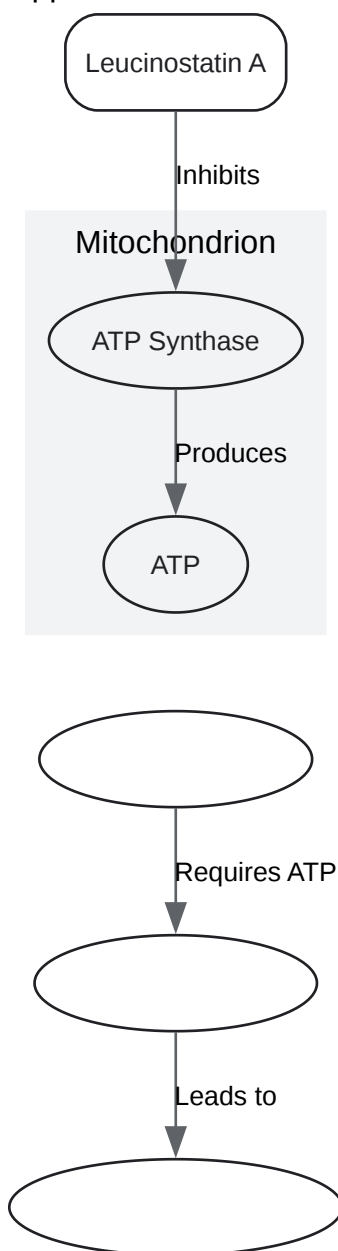 Leucinostatin A
Inhibits
Mitochondrion
ATP Synthase
Produces
ATP
Requires ATP
Leads to